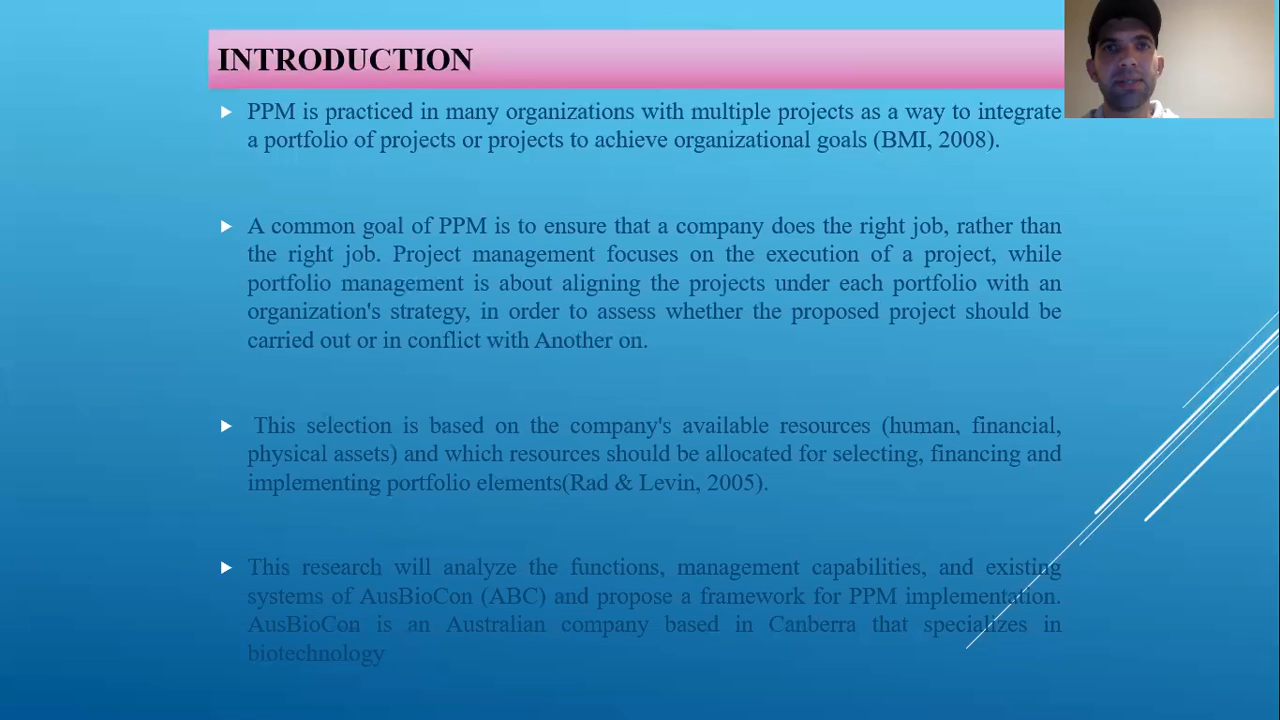 INTRODUCTION
PPM is practiced in many organizations with multiple projects as a way to integrate
a portfolio of projects or projects to achieve organizational goals (BMI, 2008).
A common goal of PPM is to ensure that a company does the right job, rather than
the right job. Project management focuses on the execution of a project, while
portfolio management is about aligning the projects under each portfolio with an
organization's strategy, in order to assess whether the proposed project should be
carried out or in conflict with Another on.
This selection is based on the company's available resources (human, financial,
physical assets) and which resources should be allocated for selecting, financing and
implementing portfolio elements(Rad & Levin, 2005).
This research will analyze the functions, management capabilities, and existing
systems of AusBioCon (ABC) and propose a framework for PPM implementation.
AusBioCon is an Australian company based in Canberra that specializes in
biotechnology